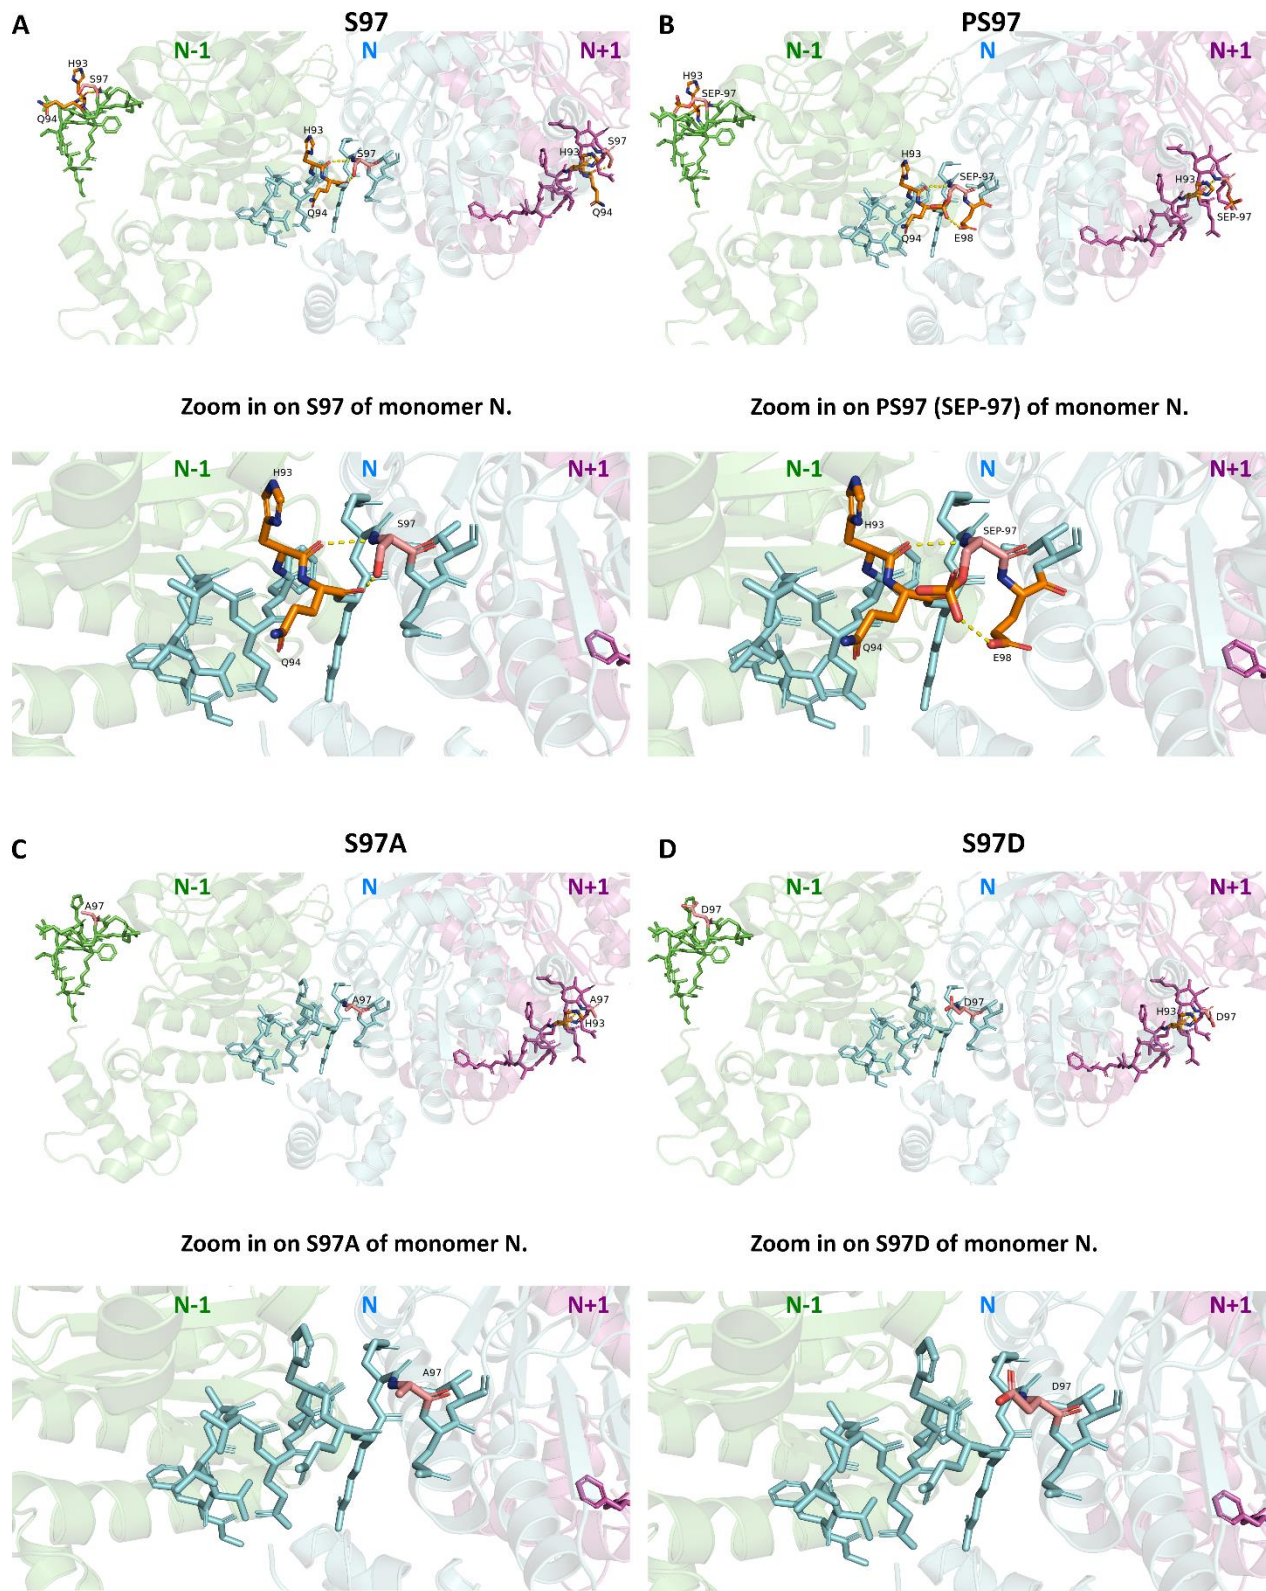 A
S97
N-1
N
N+1
H93
S97
Q94
H93
S97
Q94
S97
H93
Q94
B
PS97
N-1
N
N+1
H93
SEP-97
H93
SEP-97
Q94
E98
H93
SEP-97
Zoom in on S97 of monomer N.
N-1
N
N+1
H93
S97
Q94
Zoom in on PS97 (SEP-97) of monomer N.
N-1
N
N+1
H93
SEP-97
Q94
E98
C
S97A
N-1
N
N+1
A97
A97
A97
H93
D
S97D
N-1
N
N+1
D97
D97
H93
D97
Zoom in on S97A of monomer N.
N-1
N
N+1
A97
Zoom in on S97D of monomer N.
N-1
N
N+1
D97